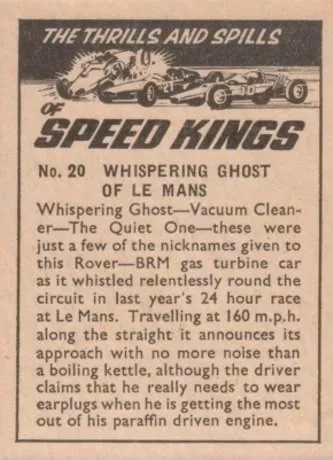 THE THRILLS AND SPILLS
OF
SPEED KINGS
No. 20 WHISPERING GHOST
OF LE MANS
Whispering Ghost—Vacuum Clean-
er—The Quiet One—these were
just a few of the nicknames given to
this Rover—BRM gas turbine car
as it whistled relentlessly round the
circuit in last year's 24 hour race
at Le Mans. Travelling at 160 m.p.h.
along the straight it announces its
approach with no more noise than
a boiling kettle, although the driver
claims that he really needs to wear
earplugs when he is getting the most
out of his paraffin driven engine.